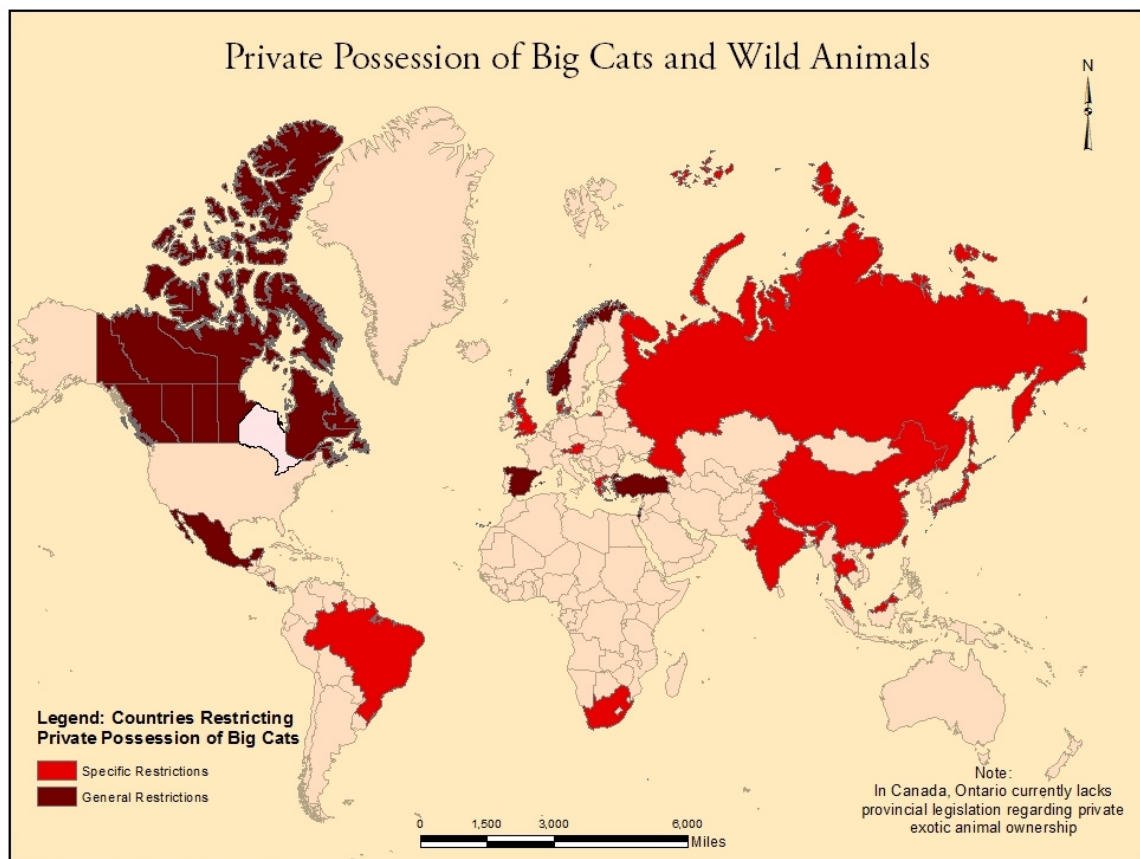 Private Possession of Big Cats and Wild Animals
N
Legend: Countries Restricting
Private Possession of Big Cats
Specific Restrictions
General Restrictions
0 1,500 3,000 6,000
Miles
Note:
In Canada, Ontario currently lacks
provincial legislation regarding private
exotic animal ownership